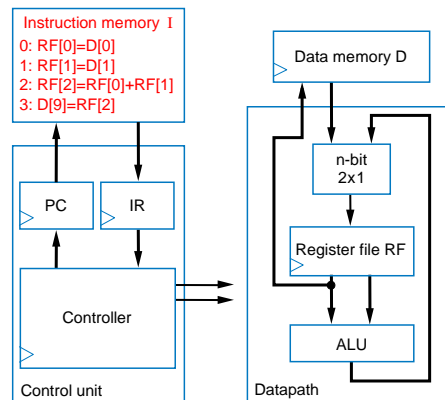 Instruction memory I
0: RF[0]=D[0]
1: RF[1]=D[1]
2: RF[2]=RF[0]+RF[1]
3: D[9]=RF[2]
PC
IR
Controller
Control unit
Data memory D
n-bit
2x1
Register file RF
ALU
Datapath